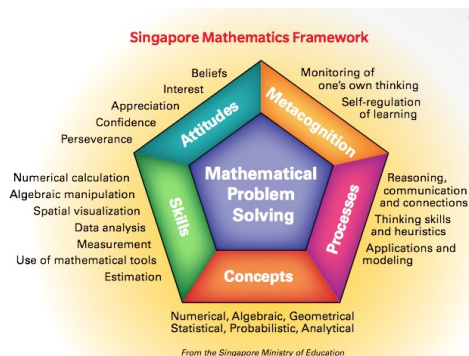 Singapore Mathematics Framework
Beliefs
Interest
Appreciation
Confidence
Perseverance
Attitudes
Metacognition
Monitoring of
one's own thinking
Self-regulation
of learning
Mathematical
Problem
Solving
Numerical calculation
Algebraic manipulation
Spatial visualization
Data analysis
Measurement
Use of mathematical tools
Estimation
Skills
Processes
Reasoning,
communication
and connections
Thinking skills
and heuristics
Applications and
modeling
Concepts
Numerical, Algebraic, Geometrical
Statistical, Probabilistic, Analytical
From the Singapore Ministry of Education